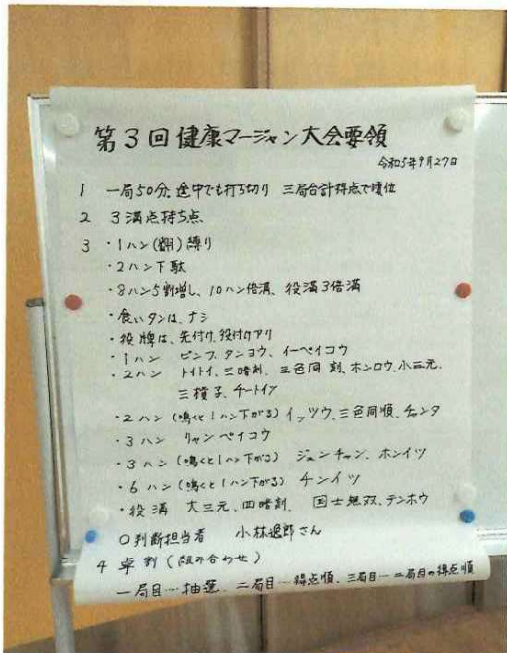 第3回健康マージャン大会要領
令和5年9月27日
1 一局50分、途中でも打ち切り 三局合計得点で順位
2 3満点持ち点
3 ・1ハン(翻)縛り
・2ハン下駄
・8ハン5割増し、10ハン倍満、役満3倍満
・食いタンは、ナシ
・役牌は、先付け、後付けアリ
・1ハン ピンフ、タンヨウ、イーペイコウ
・2ハン トイトイ、三暗刻、三色同刻、ホンロウ、小三元、
三槓子、チートイツ
・2ハン(鳴くと1ハン下がる)イッツウ、三色同順、チャンタ
・3ハン リャンペイコウ
・3ハン(鳴くと1ハン下がる) ジュンチャン、ホンイツ
・6ハン(鳴くと1ハン下がる) チンイツ
・役満 大三元、四暗刻、国士無双、テンホウ
○判断担当者 小林逸郎さん
4 卓割(組み合わせ)
一局目…抽選、二局目…得点順、三局目…二局目の得点順